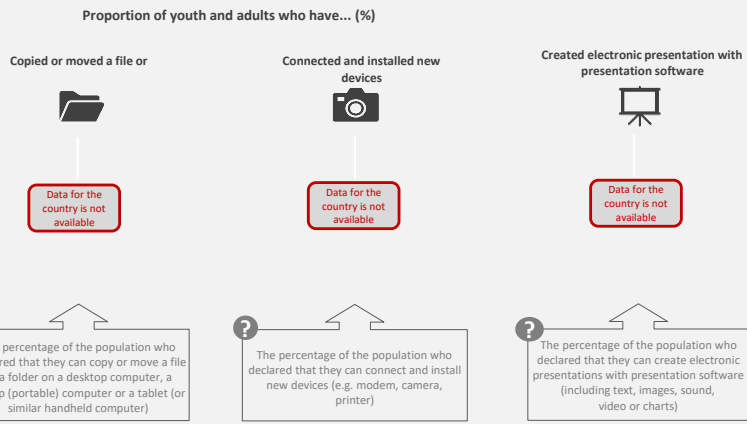 Proportion of youth and adults who have... (%)
Copied or moved a file or
Connected and installed new
devices
Created electronic presentation with
presentation software
Data for the
country is not
available
Data for the
country is not
available
Data for the
country is not
available
percentage of the population who
red that they can copy or move a file
a folder on a desktop computer, a
p (portable) computer or a tablet (or
similar handheld computer)
?
The percentage of the population who
declared that they can connect and install
new devices (e.g. modem, camera,
printer)
?
The percentage of the population who
declared that they can create electronic
presentations with presentation software
(including text, images, sound,
video or charts)